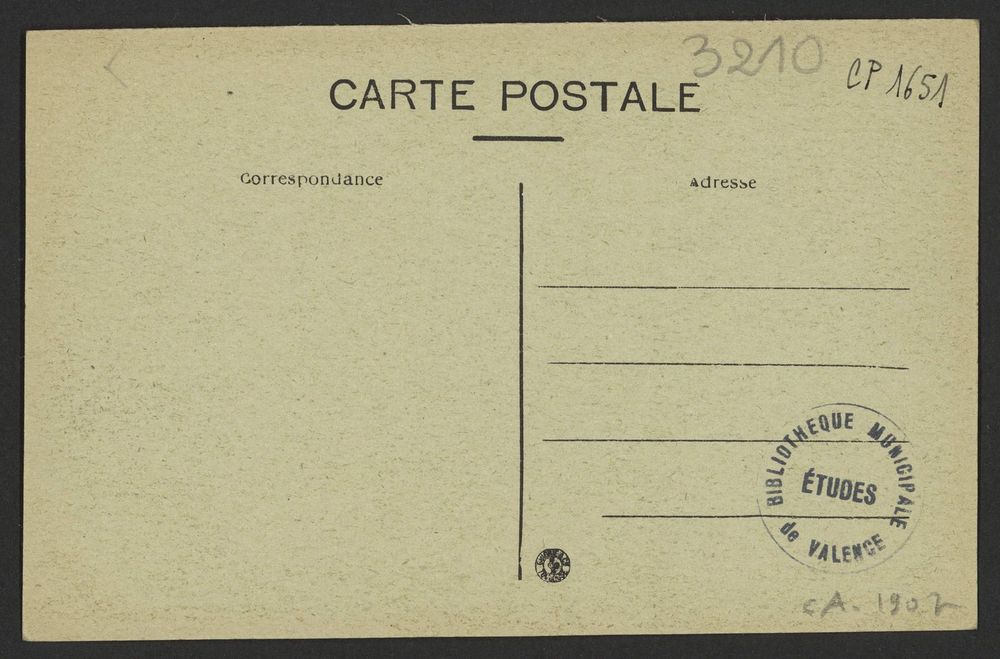 3210
CP 1651
CARTE POSTALE
Correspondance
Adresse
BIBLIOTHEQUE MUNICIPALE
ÉTUDES
de VALENCE
CA. 1907